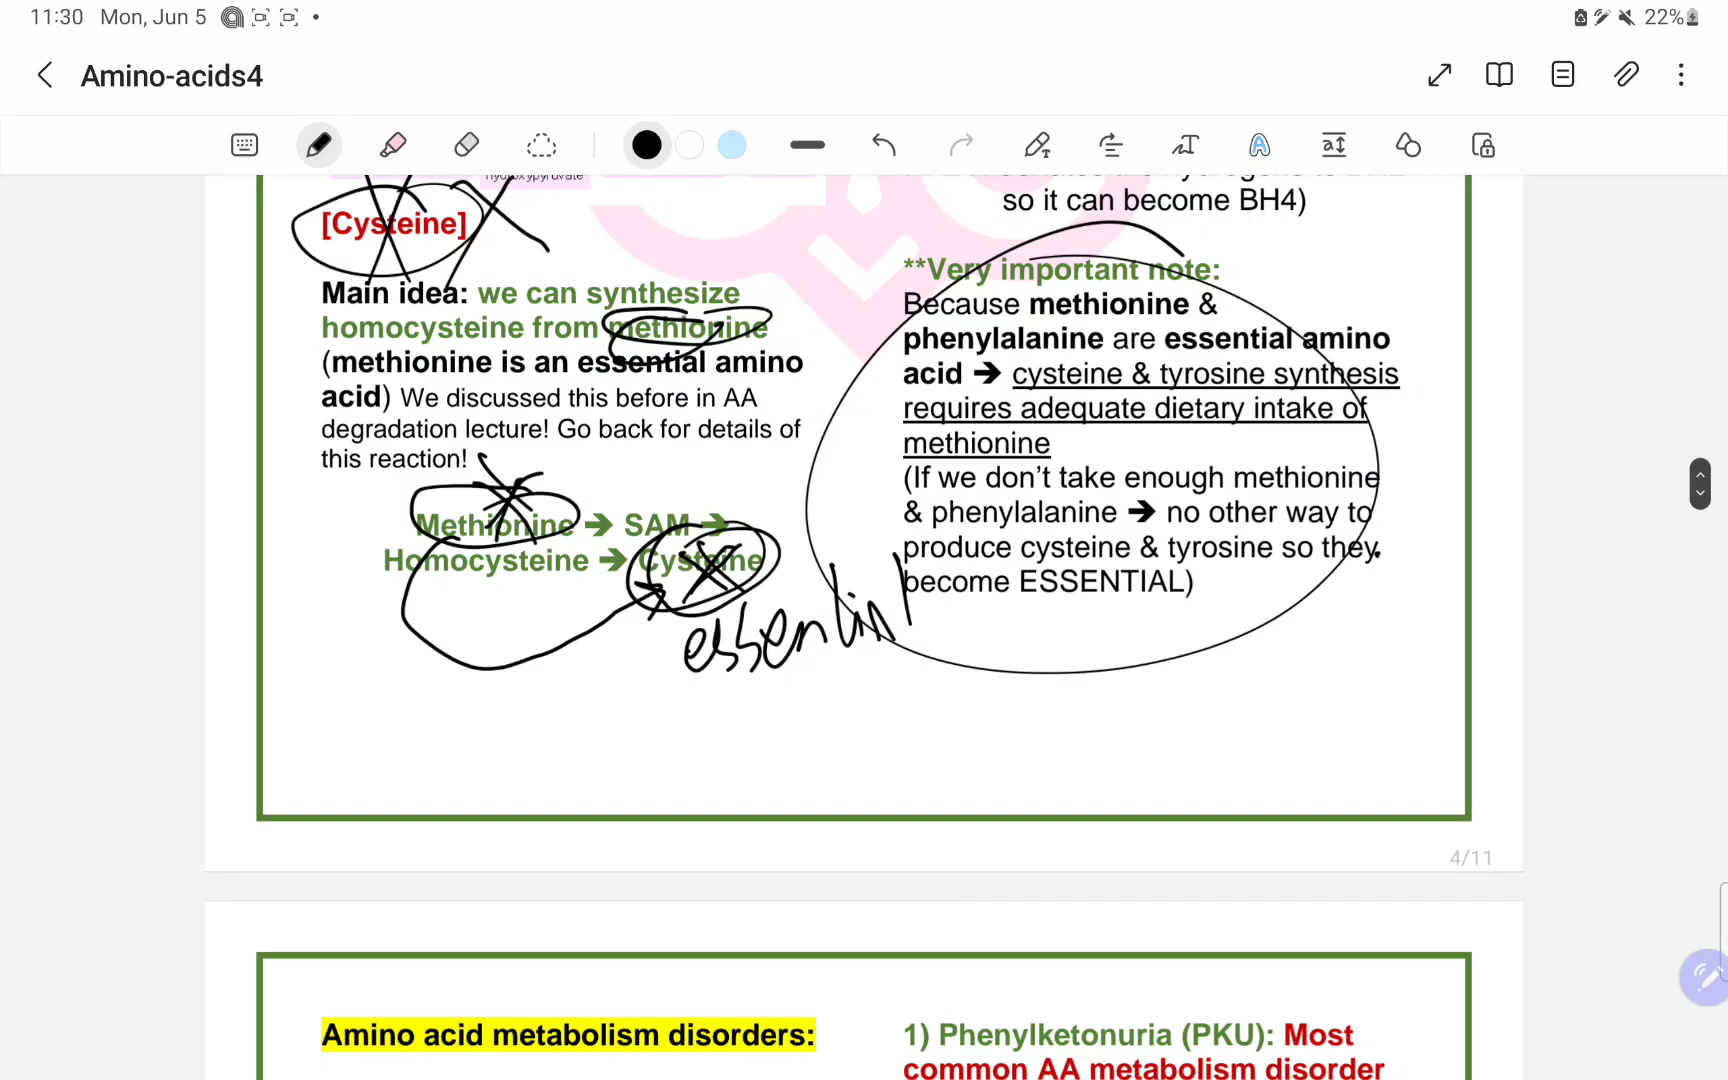 11:30 Mon, Jun 5
22%
Amino-acids4
hydroxypyruvate
[Cysteine]
Main idea: we can synthesize
homocysteine from methionine
(methionine is an essential amino
acid) We discussed this before in AA
degradation lecture! Go back for details of
this reaction!
Methionine ➔ SAM ➔
Homocysteine ➔ Cysteine
essential
so it can become BH4)
**Very important note:
Because methionine &
phenylalanine are essential amino
acid ➔ cysteine & tyrosine synthesis
requires adequate dietary intake of
methionine
(If we don't take enough methionine
& phenylalanine ➔ no other way to
produce cysteine & tyrosine so they
become ESSENTIAL)
4/11
Amino acid metabolism disorders:
1) Phenylketonuria (PKU): Most
common AA metabolism disorder